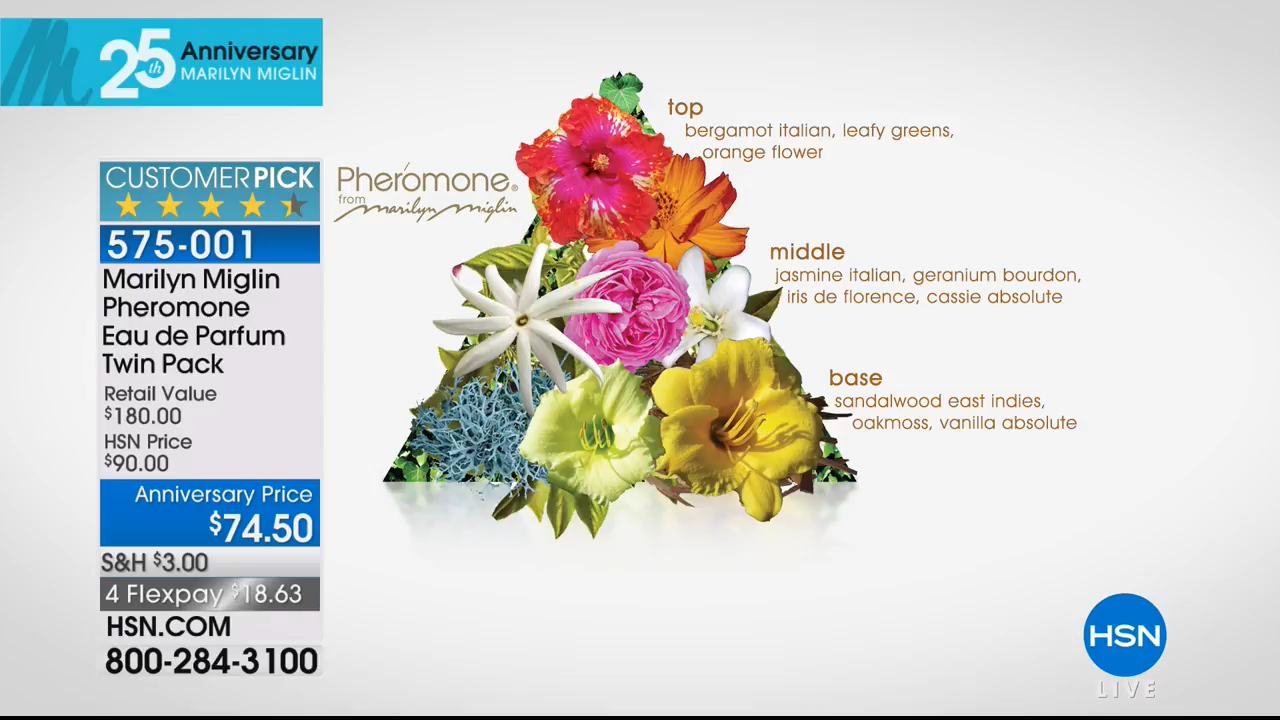 25th Anniversary
MARILYN MIGLIN
CUSTOMER PICK
575-001
Marilyn Miglin
Pheromone
Eau de Parfum
Twin Pack
Retail Value
$180.00
HSN Price
$90.00
Anniversary Price
$74.50
S&H $3.00
4 Flexpay $18.63
HSN.COM
800-284-3100
Pherómone®
from marilyn miglin
top
bergamot italian, leafy greens,
orange flower
middle
jasmine italian, geranium bourdon,
iris de florence, cassie absolute
base
sandalwood east indies,
oakmoss, vanilla absolute
HSN
LIVE